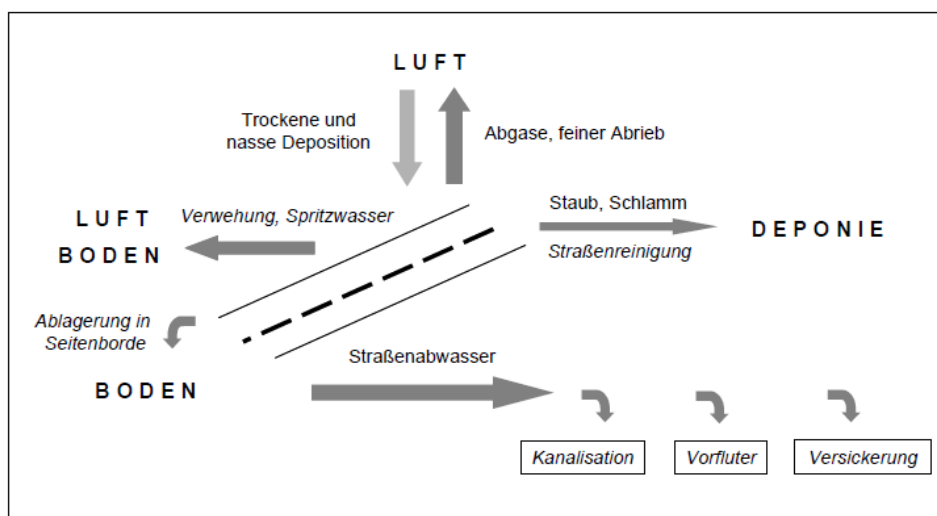 LUFT
Trockene und
nasse Deposition
Abgase, feiner Abrieb
LUFT
BODEN
Verwehung, Spritzwasser
Staub, Schlamm
Straßenreinigung
DEPONIE
Ablagerung in
Seitenborde
BODEN
Straßenabwasser
Kanalisation
Vorfluter
Versickerung